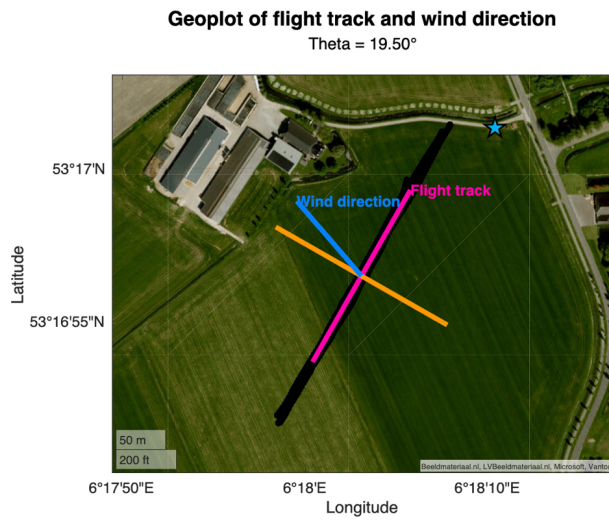 Geoplot of flight track and wind direction
Theta = 19.50°
53°17'N
Wind direction
Flight track
Latitude
53°16'55"N
50 m
200 ft
Beeldmateriaal.nl, LVBeeldmateriaal.nl, Microsoft, Vantor
6°17'50"E
6°18'E
6°18'10"E
Longitude